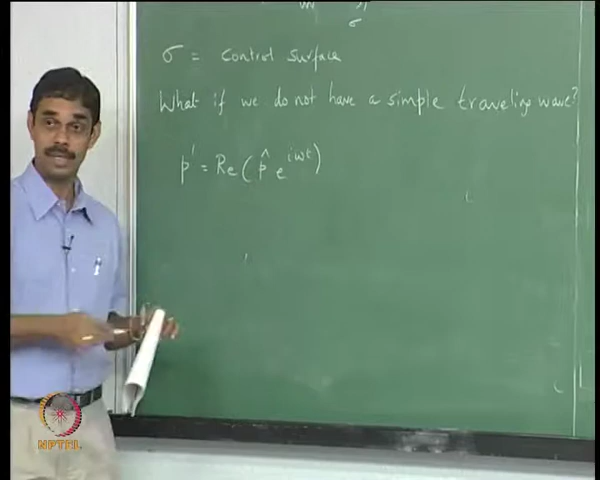 σ
σ = control surface
What if we do not have a simple traveling wave?
p' = Re(p̂ e^{iωt})
NPTEL